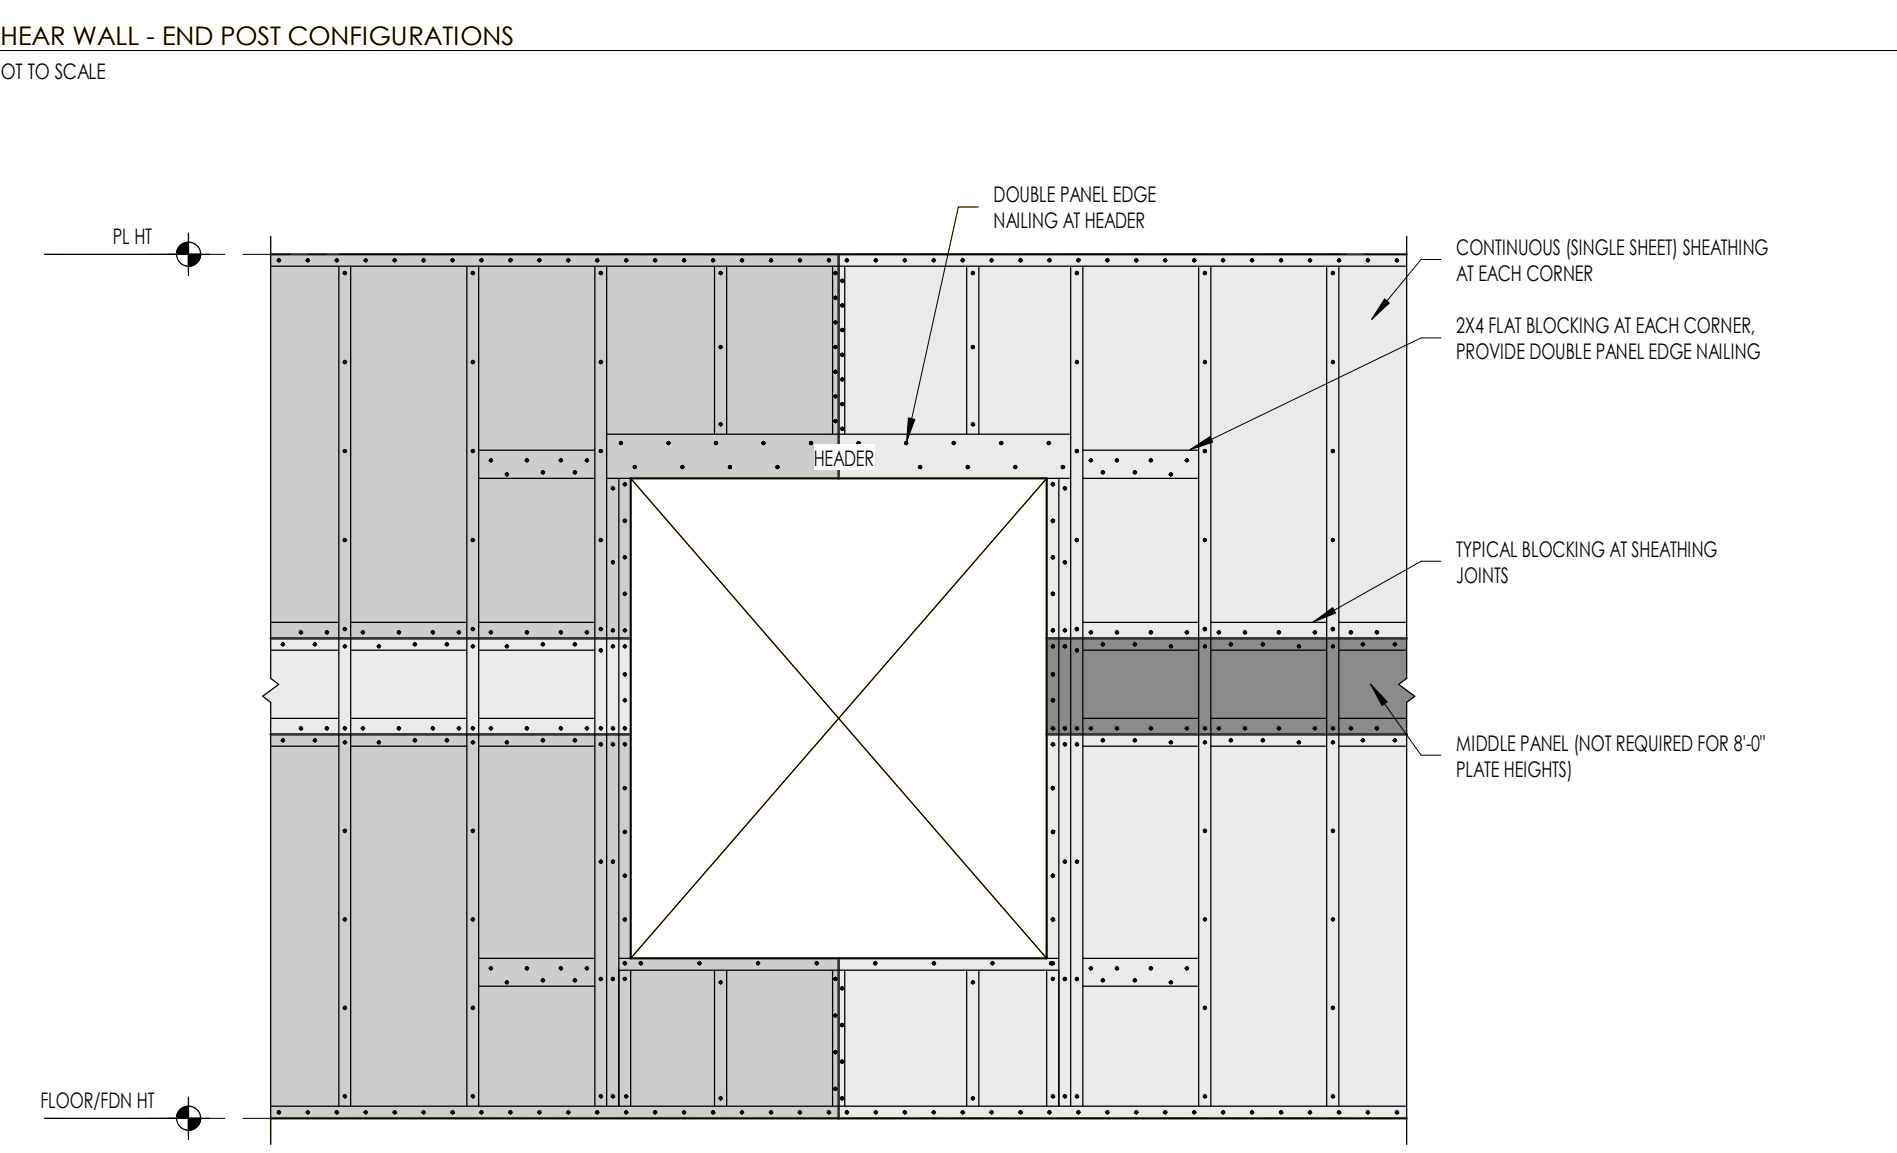 HEAR WALL - END POST CONFIGURATIONS
OT TO SCALE
DOUBLE PANEL EDGE
NAILING AT HEADER
PL HT
CONTINUOUS (SINGLE SHEET) SHEATHING
AT EACH CORNER
2X4 FLAT BLOCKING AT EACH CORNER,
PROVIDE DOUBLE PANEL EDGE NAILING
HEADER
TYPICAL BLOCKING AT SHEATHING
JOINTS
MIDDLE PANEL (NOT REQUIRED FOR 8'-0"
PLATE HEIGHTS)
FLOOR/FDN HT